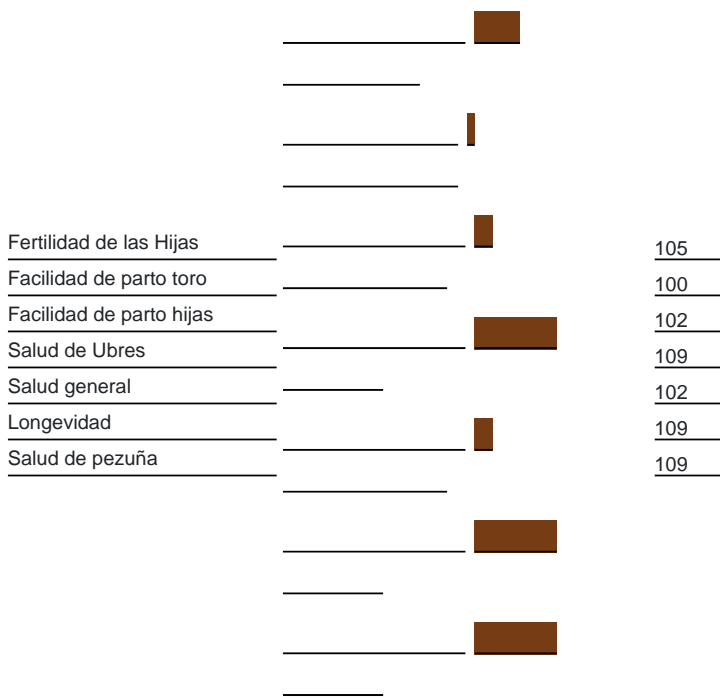 Fertilidad de las Hijas 105
Facilidad de parto toro 100
Facilidad de parto hijas 102
Salud de Ubres 109
Salud general 102
Longevidad 109
Salud de pezuña 109